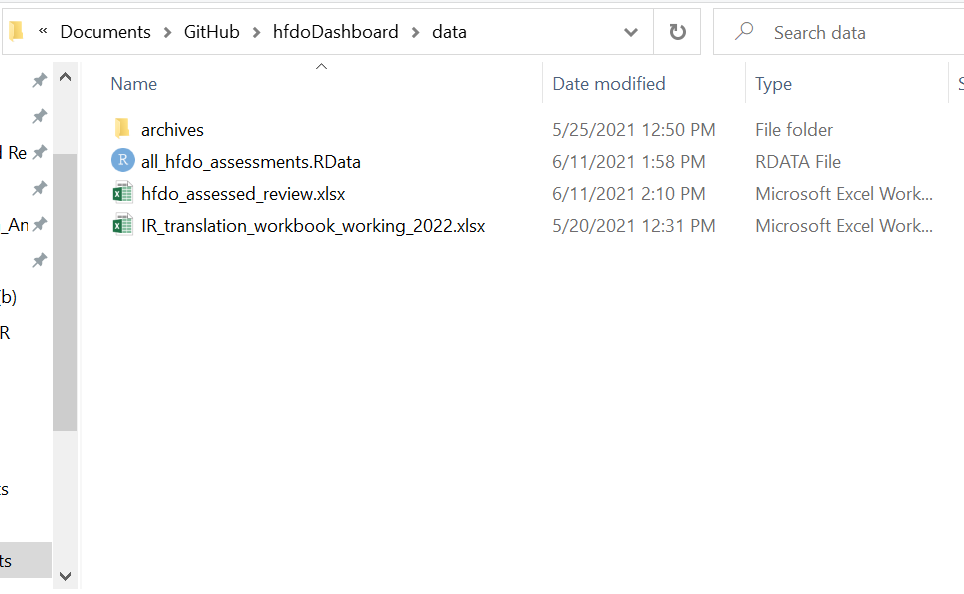 « Documents > GitHub > hfdoDashboard > data
Search data
Name Date modified Type S
archives 5/25/2021 12:50 PM File folder
R all_hfdo_assessments.RData 6/11/2021 1:58 PM RDATA File
hfdo_assessed_review.xlsx 6/11/2021 2:10 PM Microsoft Excel Work...
IR_translation_workbook_working_2022.xlsx 5/20/2021 12:31 PM Microsoft Excel Work...
Re
_An
b)
R
ts
ts